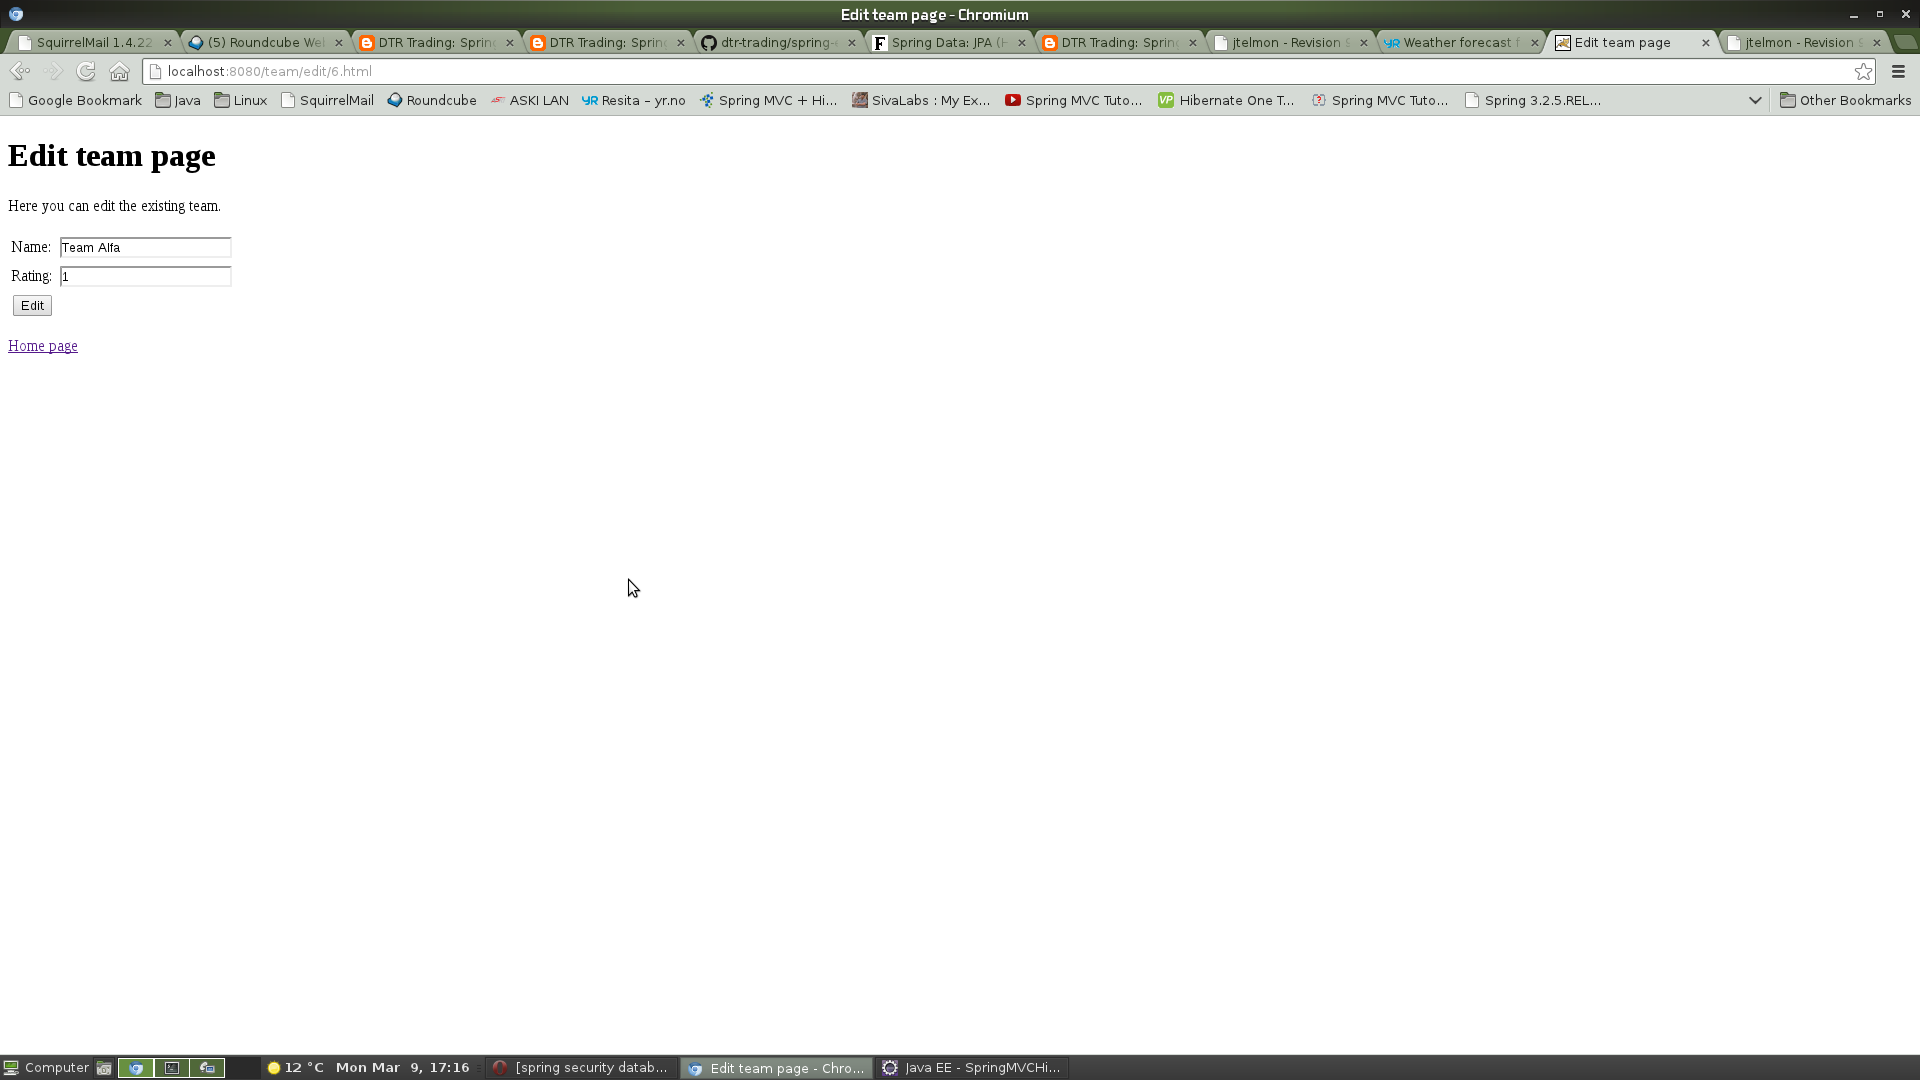 Edit team page - Chromium
SquirrelMail 1.4.22
(5) Roundcube We
DTR Trading: Spring
DTR Trading: Spring
dtr-trading/spring-
Spring Data: JPA (H
DTR Trading: Spring
jtelmon - Revision
Weather forecast f
Edit team page
jtelmon - Revision
localhost:8080/team/edit/6.html
Google Bookmark
Java
Linux
SquirrelMail
Roundcube
ASKI LAN
YR Resita – yr.no
Spring MVC + Hi...
SivaLabs : My Ex...
Spring MVC Tuto...
VP Hibernate One T...
Spring MVC Tuto...
Spring 3.2.5.REL...
Other Bookmarks
Edit team page
Here you can edit the existing team.
Name: Team Alfa
Rating: 1
Edit
Home page
Computer
12 °C
Mon Mar 9, 17:16
[spring security datab...
Edit team page - Chro...
Java EE - SpringMVCHi...